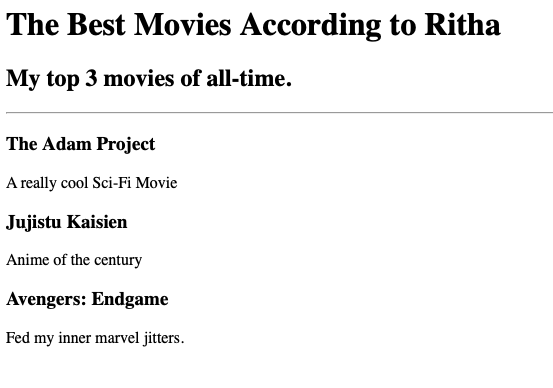 The Best Movies According to Ritha
My top 3 movies of all-time.
The Adam Project
A really cool Sci-Fi Movie
Jujistu Kaisien
Anime of the century
Avengers: Endgame
Fed my inner marvel jitters.